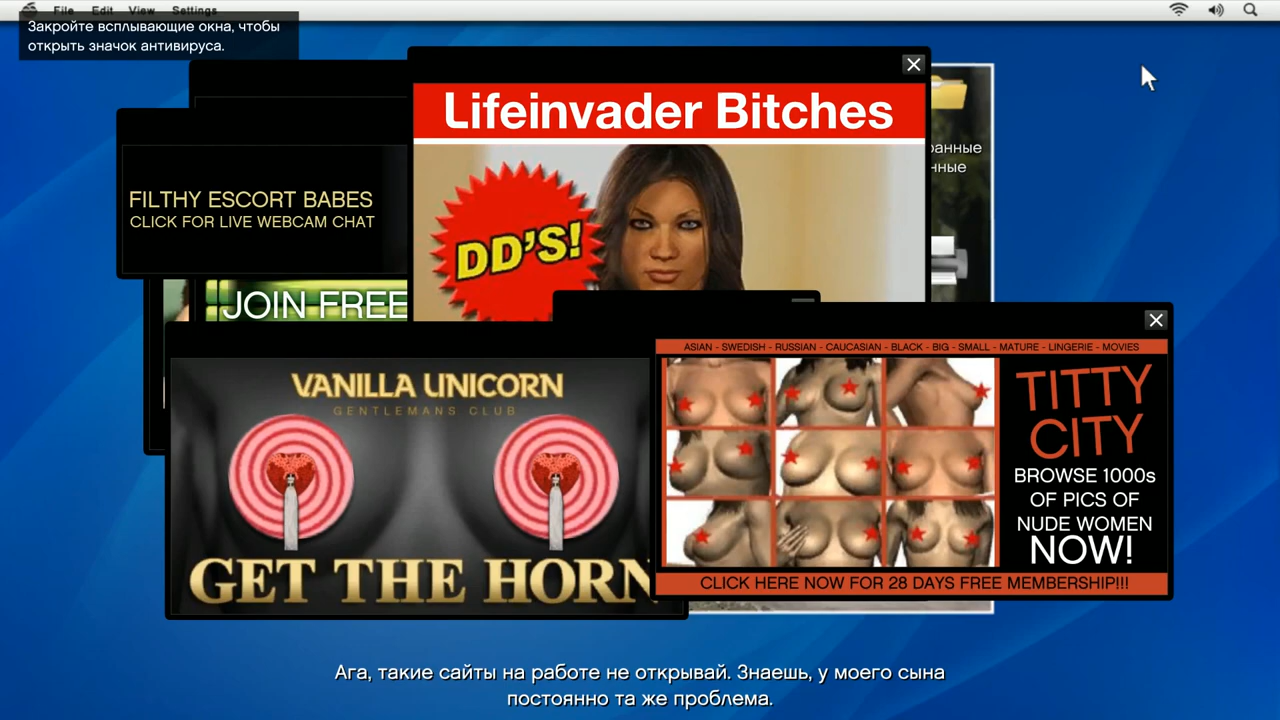 File Edit View Settings
Закройте всплывающие окна, чтобы
открыть значок антивируса.
Lifeinvader Bitches
DD'S!
FILTHY ESCORT BABES
CLICK FOR LIVE WEBCAM CHAT
JOIN FREE
VANILLA UNICORN
GENTLEMANS CLUB
GET THE HORN
ASIAN - SWEDISH - RUSSIAN - CAUCASIAN - BLACK - BIG - SMALL - MATURE - LINGERIE - MOVIES
TITTY
CITY
BROWSE 1000s
OF PICS OF
NUDE WOMEN
NOW!
CLICK HERE NOW FOR 28 DAYS FREE MEMBERSHIP!!!
Ага, такие сайты на работе не открывай. Знаешь, у моего сына
постоянно та же проблема.